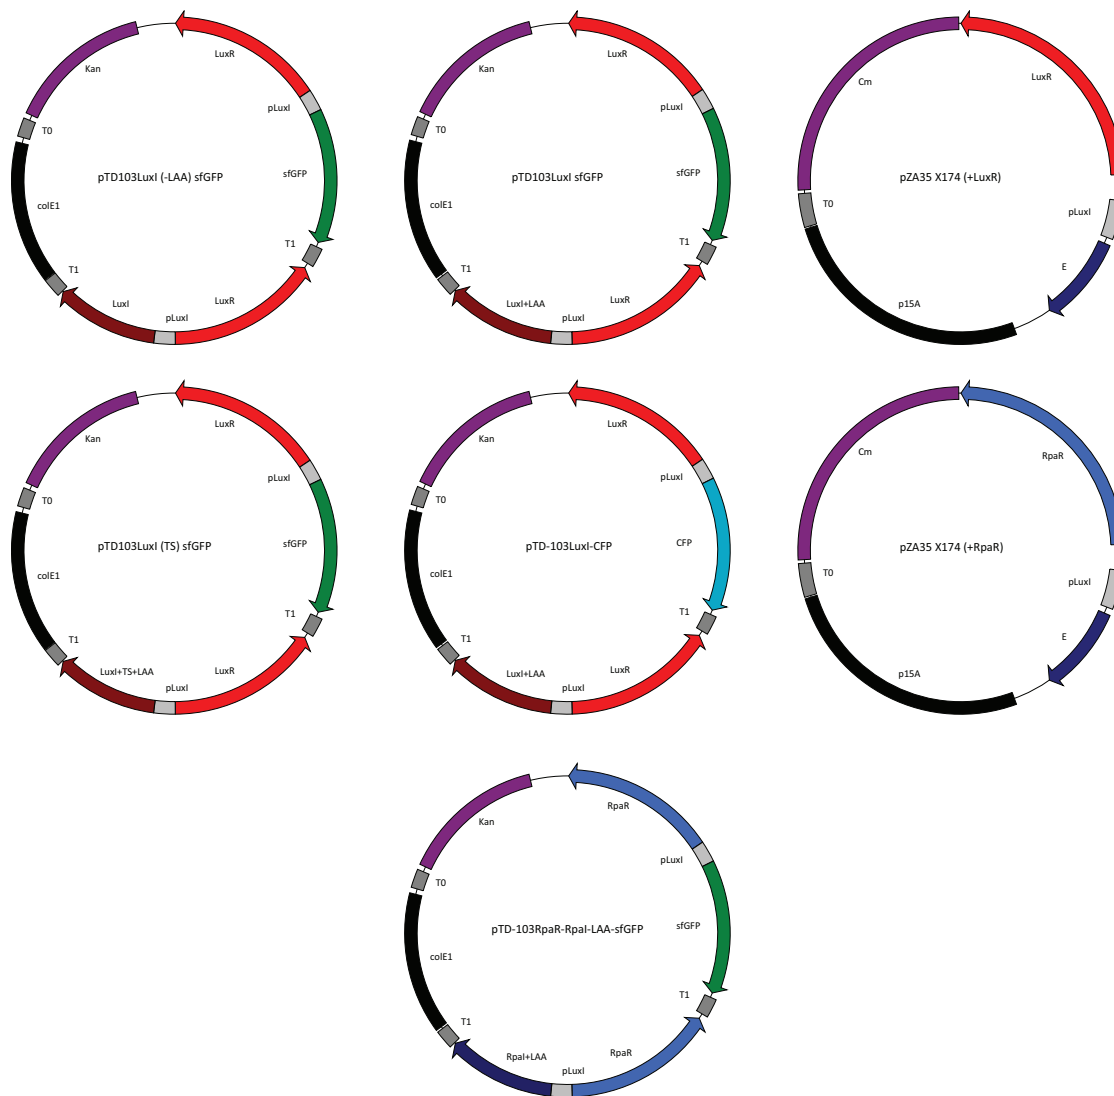 LuxR
Kan
pLuxI
T0
pTD103LuxI (-LAA) sfGFP
sfGFP
colE1
T1
T1
LuxI
LuxR
pLuxI
LuxR
Kan
pLuxI
T0
pTD103LuxI sfGFP
sfGFP
colE1
T1
T1
LuxI+LAA
LuxR
pLuxI
LuxR
Cm
pZA35 X174 (+LuxR)
T0
pLuxI
E
p15A
LuxR
Kan
pLuxI
T0
pTD103LuxI (TS) sfGFP
sfGFP
colE1
T1
T1
LuxI+TS+LAA
LuxR
pLuxI
LuxR
Kan
pLuxI
T0
pTD-103LuxI-CFP
CFP
colE1
T1
T1
LuxI+LAA
LuxR
pLuxI
RpaR
Cm
pZA35 X174 (+RpaR)
T0
pLuxI
E
p15A
RpaR
Kan
pLuxI
T0
pTD-103RpaR-RpaI-LAA-sfGFP
sfGFP
colE1
T1
T1
RpaI+LAA
RpaR
pLuxI